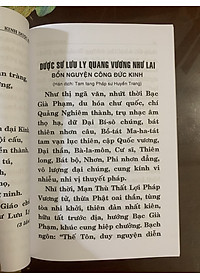 KINH DƯỢC
DƯỢC SƯ LƯU LY QUANG VƯƠNG NHƯ LAI
BỔN NGUYỆN CÔNG ĐỨC KINH
(Hán dịch: Tam tạng Pháp sư Huyền Trang)
Như thị ngã văn, nhứt thời Bạc
Già Phạm, du hóa chư quốc, chí
Quảng Nghiêm thành, trụ nhạc âm
thọ hạ, dữ Đại Bí-sô chúng, bát
thiên nhơn câu, Bồ-tát Ma-ha-tát
tam vạn lục thiên, cập Quốc vương,
Đại thần, Bà-la-môn, Cư sĩ, Thiên
long, Bát bộ, Nhơn, Phi nhơn đẳng,
vô lượng đại chúng, cung kính vi
nhiễu, nhi vị thuyết pháp.
Nhĩ thời, Mạn Thù Thất Lợi Pháp
Vương tử, thừa Phật oai thần, tùng
tòa nhi khởi, thiên đản nhứt kiên,
hữu tất trước địa, hướng Bạc Già
Phạm, khúc cung hiệp chưởng, Bạch
ngôn: "Thế Tôn, duy nguyện diễn